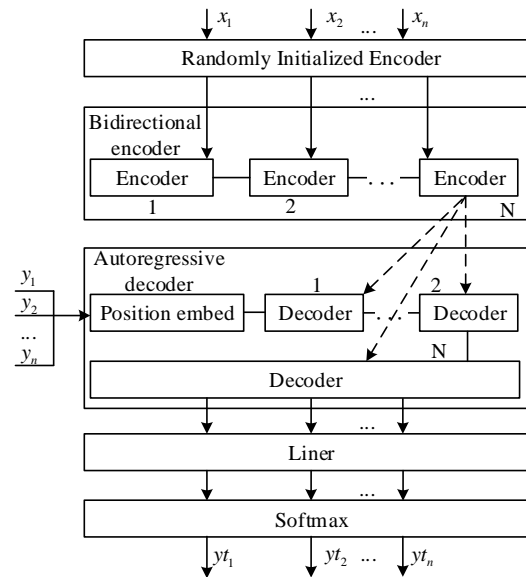 x1 x2 ... xn
Randomly Initialized Encoder
...
Bidirectional
encoder
Encoder Encoder ... Encoder
1 2 N
Autoregressive
decoder
1 2
y1
y2
...
yn
Position embed Decoder ... Decoder
N
Decoder
...
Liner
...
Softmax
yt1 yt2 ... ytn